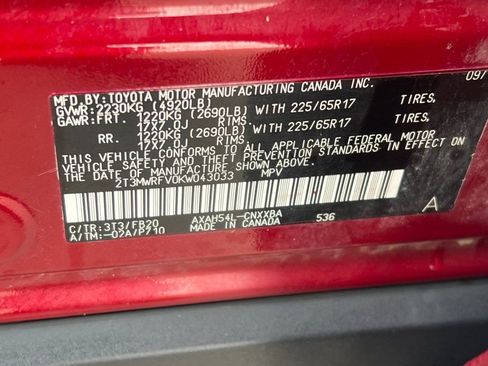 MFD.BY:TOYOTA MOTOR MANUFACTURING CANADA INC. 09/
GVWR:2230KG (4920LB)
GAWR:FRT. 1220KG (2690LB) WITH 225/65R17 TIRES,
17X7.0J RIMS.
RR. 1220KG (2690LB) WITH 225/65R17 TIRES,
17X7.0J RIMS.
THIS VEHICLE CONFORMS TO ALL APPLICABLE FEDERAL MOTOR
VEHICLE SAFETY AND THEFT PREVENTION STANDARDS IN EFFECT ON
THE DATE OF MANUFACTURE SHOWN ABOVE.
2T3MWRFV0KW043033 MPV
C/TR:3T3/FB20 AXAH54L-CNXXBA 536 A
A/TM:-02A/P710 MADE IN CANADA